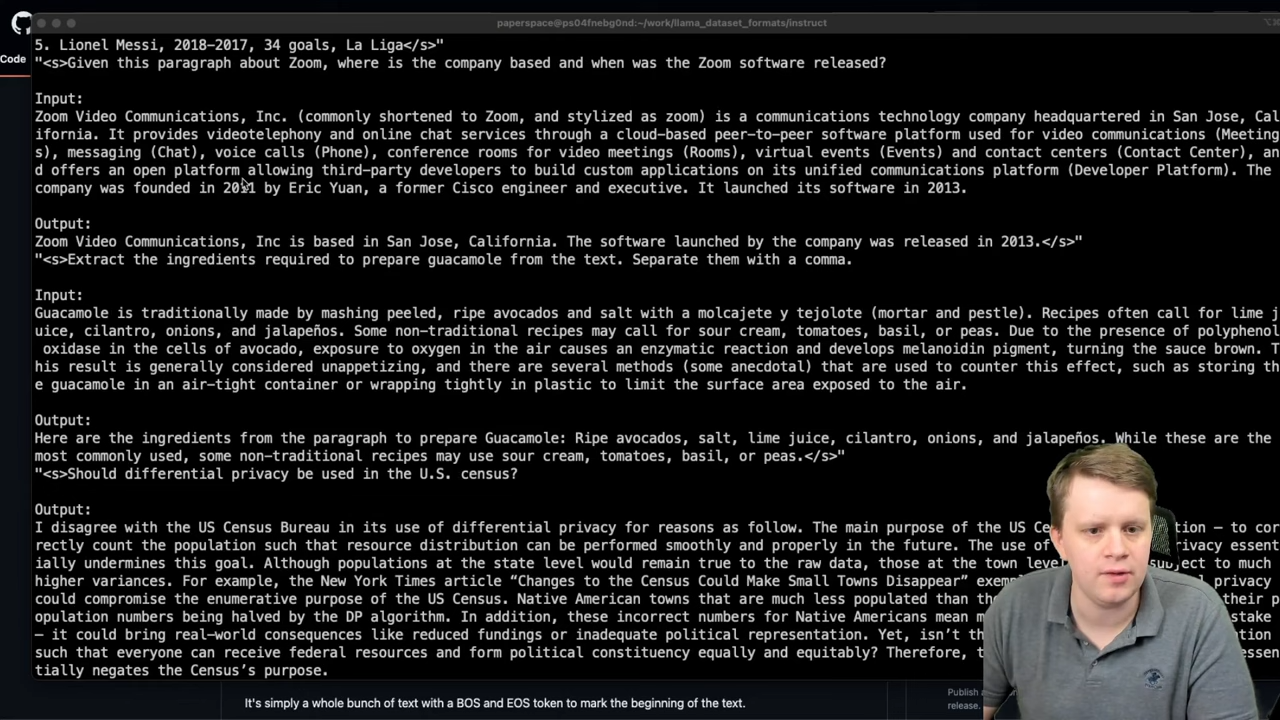 paperspace@ps04fnebg0nd:~/work/llama_dataset_formats/instruct
Code
5. Lionel Messi, 2018-2017, 34 goals, La Liga</s>"
"<s>Given this paragraph about Zoom, where is the company based and when was the Zoom software released?
Input:
Zoom Video Communications, Inc. (commonly shortened to Zoom, and stylized as zoom) is a communications technology company headquartered in San Jose, Cal
ifornia. It provides videotelephony and online chat services through a cloud-based peer-to-peer software platform used for video communications (Meeting
s), messaging (Chat), voice calls (Phone), conference rooms for video meetings (Rooms), virtual events (Events) and contact centers (Contact Center), an
d offers an open platform allowing third-party developers to build custom applications on its unified communications platform (Developer Platform). The
company was founded in 2011 by Eric Yuan, a former Cisco engineer and executive. It launched its software in 2013.
Output:
Zoom Video Communications, Inc is based in San Jose, California. The software launched by the company was released in 2013.</s>"
"<s>Extract the ingredients required to prepare guacamole from the text. Separate them with a comma.
Input:
Guacamole is traditionally made by mashing peeled, ripe avocados and salt with a molcajete y tejolote (mortar and pestle). Recipes often call for lime j
uice, cilantro, onions, and jalapeños. Some non-traditional recipes may call for sour cream, tomatoes, basil, or peas. Due to the presence of polyphenol
oxidase in the cells of avocado, exposure to oxygen in the air causes an enzymatic reaction and develops melanoidin pigment, turning the sauce brown. T
his result is generally considered unappetizing, and there are several methods (some anecdotal) that are used to counter this effect, such as storing th
e guacamole in an air-tight container or wrapping tightly in plastic to limit the surface area exposed to the air.
Output:
Here are the ingredients from the paragraph to prepare Guacamole: Ripe avocados, salt, lime juice, cilantro, onions, and jalapeños. While these are the
most commonly used, some non-traditional recipes may use sour cream, tomatoes, basil, or peas.</s>"
"<s>Should differential privacy be used in the U.S. census?
Output:
I disagree with the US Census Bureau in its use of differential privacy for reasons as follow. The main purpose of the US Ce tion – to cor
rectly count the population such that resource distribution can be performed smoothly and properly in the future. The use of rivacy essent
ially undermines this goal. Although populations at the state level would remain true to the raw data, those at the town level subject to much
higher variances. For example, the New York Times article “Changes to the Census Could Make Small Towns Disappear” exemp privacy
could compromise the enumerative purpose of the US Census. Native American towns that are much less populated than th their p
opulation numbers being halved by the DP algorithm. In addition, these incorrect numbers for Native Americans mean m stake
– it could bring real-world consequences like reduced fundings or inadequate political representation. Yet, isn’t th ation
such that everyone can receive federal resources and form political constituency equally and equitably? Therefore, t essen
tially negates the Census’s purpose.
It's simply a whole bunch of text with a BOS and EOS token to mark the beginning of the text.
Publish a
release.